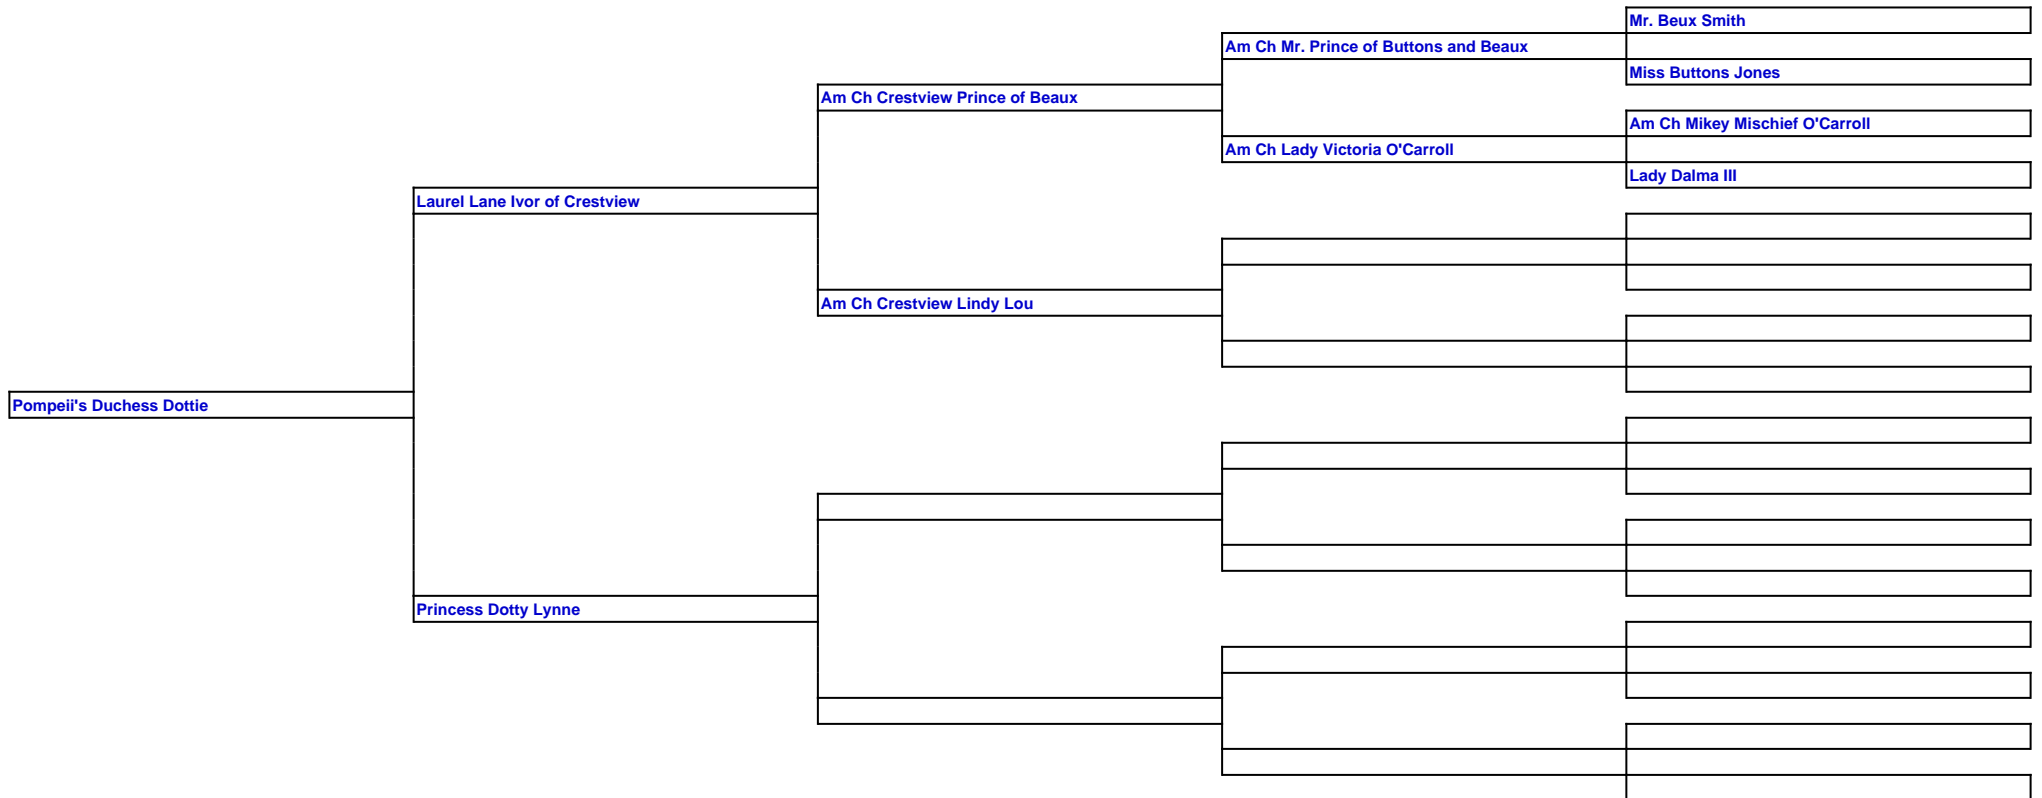 Mr. Beux Smith
Am Ch Mr. Prince of Buttons and Beaux
Miss Buttons Jones
Am Ch Crestview Prince of Beaux
Am Ch Mikey Mischief O'Carroll
Am Ch Lady Victoria O'Carroll
Lady Dalma III
Laurel Lane Ivor of Crestview
Am Ch Crestview Lindy Lou
Pompeii's Duchess Dottie
Princess Dotty Lynne